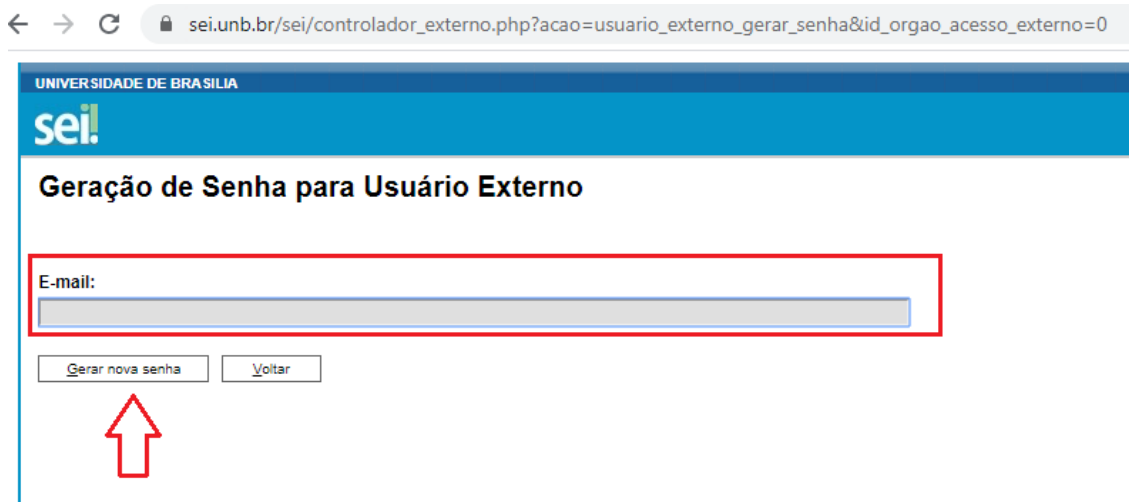 sei.unb.br/sei/controlador_externo.php?acao=usuario_externo_gerar_senha&id_orgao_acesso_externo=0
UNIVERSIDADE DE BRASILIA
sei!
Geração de Senha para Usuário Externo
E-mail:
Gerar nova senha Voltar